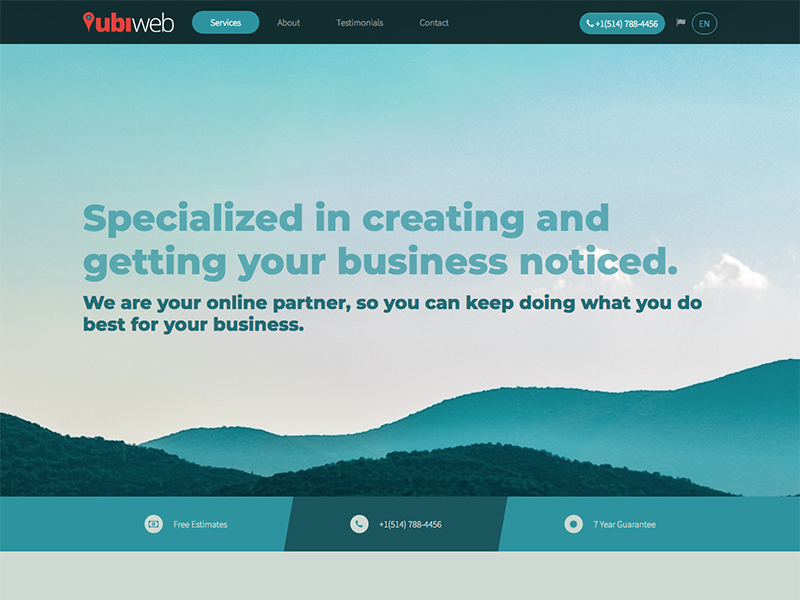 ubiweb
Services
About
Testimonials
Contact
+1(514) 788-4456
EN
Specialized in creating and
getting your business noticed.
We are your online partner, so you can keep doing what you do
best for your business.
Free Estimates
+1(514) 788-4456
7 Year Guarantee